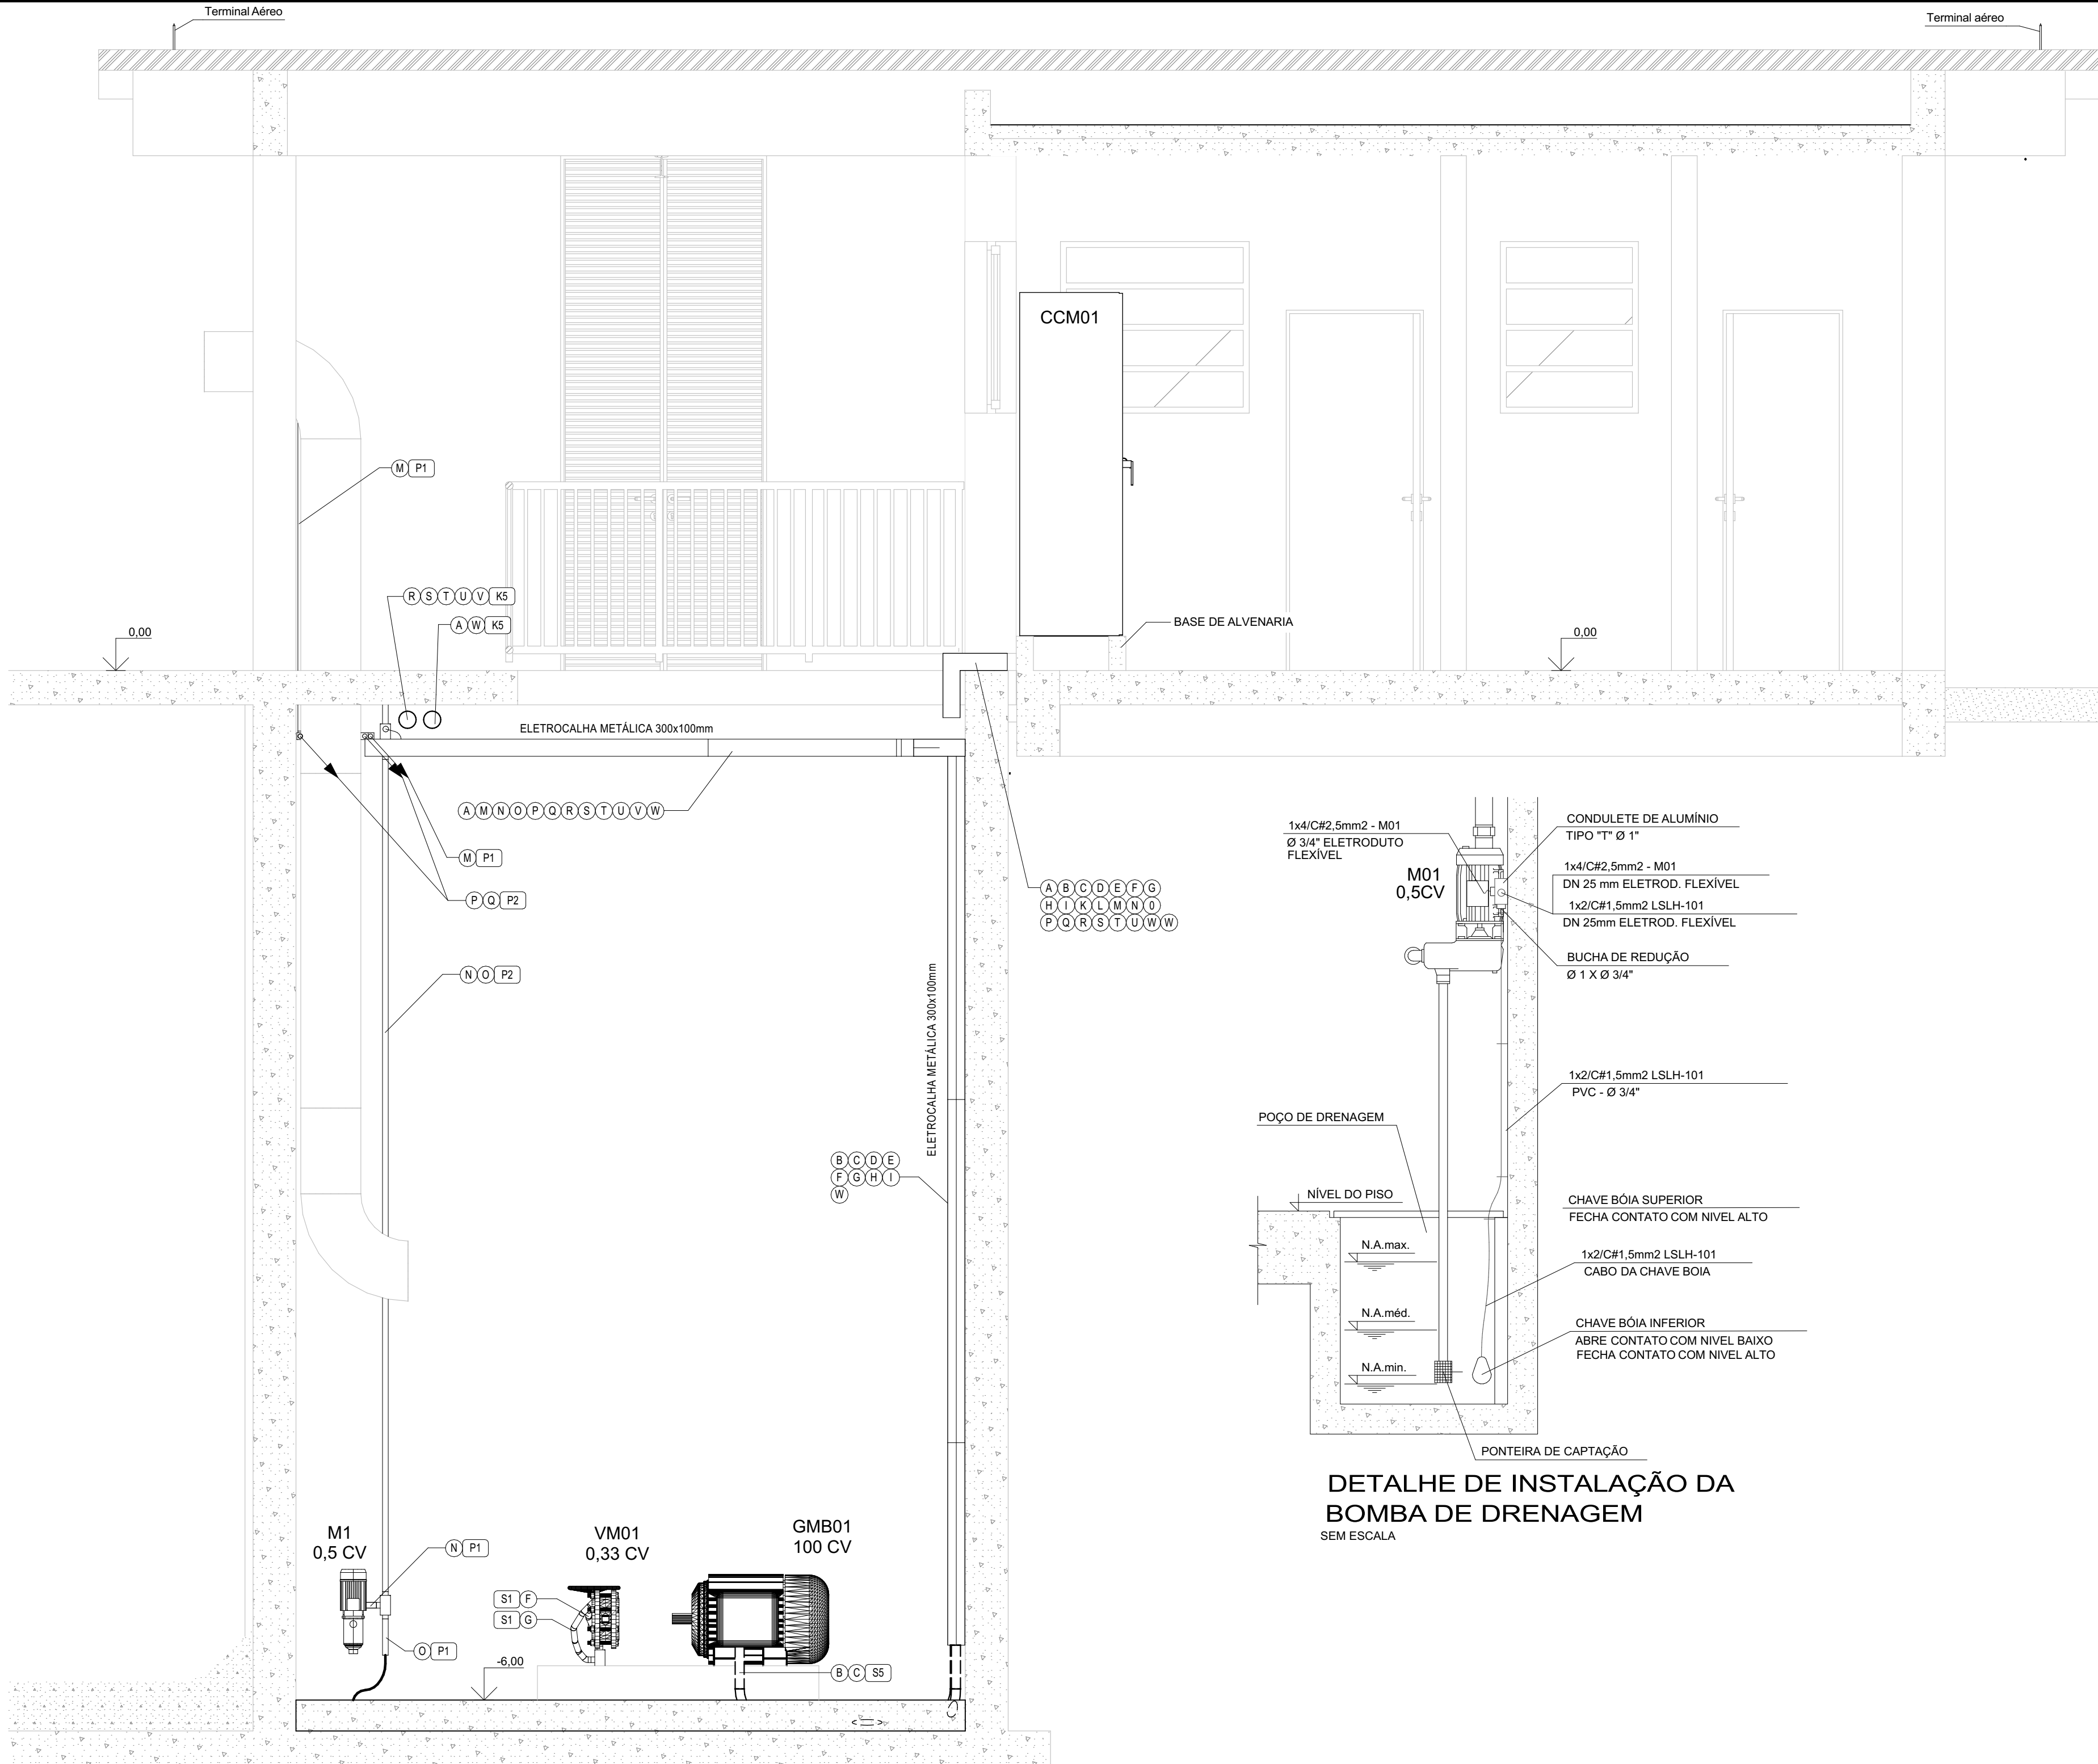 Terminal Aéreo
Terminal aéreo
CCM01
M P1
R S T U V K5
A W K5
BASE DE ALVENARIA
0,00
0,00
ELETROCALHA METÁLICA 300x100mm
A M N O P Q R S T U V W
M P1
P Q P2
A B C D E F G
H I K L M N 0
P Q R S T U W W
N O P2
ELETROCALHA METÁLICA 300x100mm
B C D E
F G H I
W
M1
0,5 CV
VM01
0,33 CV
GMB01
100 CV
N P1
S1 F
S1 G
O P1
-6,00
B C S5
1x4/C#2,5mm2 - M01
Ø 3/4" ELETRODUTO
FLEXÍVEL
M01
0,5CV
CONDULETE DE ALUMÍNIO
TIPO "T" Ø 1"
1x4/C#2,5mm2 - M01
DN 25 mm ELETROD. FLEXÍVEL
1x2/C#1,5mm2 LSLH-101
DN 25mm ELETROD. FLEXÍVEL
BUCHA DE REDUÇÃO
Ø 1 X Ø 3/4"
1x2/C#1,5mm2 LSLH-101
PVC - Ø 3/4"
POÇO DE DRENAGEM
NÍVEL DO PISO
CHAVE BÓIA SUPERIOR
FECHA CONTATO COM NIVEL ALTO
N.A.max.
1x2/C#1,5mm2 LSLH-101
CABO DA CHAVE BOIA
N.A.méd.
CHAVE BÓIA INFERIOR
ABRE CONTATO COM NIVEL BAIXO
FECHA CONTATO COM NIVEL ALTO
N.A.min.
PONTEIRA DE CAPTAÇÃO
DETALHE DE INSTALAÇÃO DA
BOMBA DE DRENAGEM
SEM ESCALA